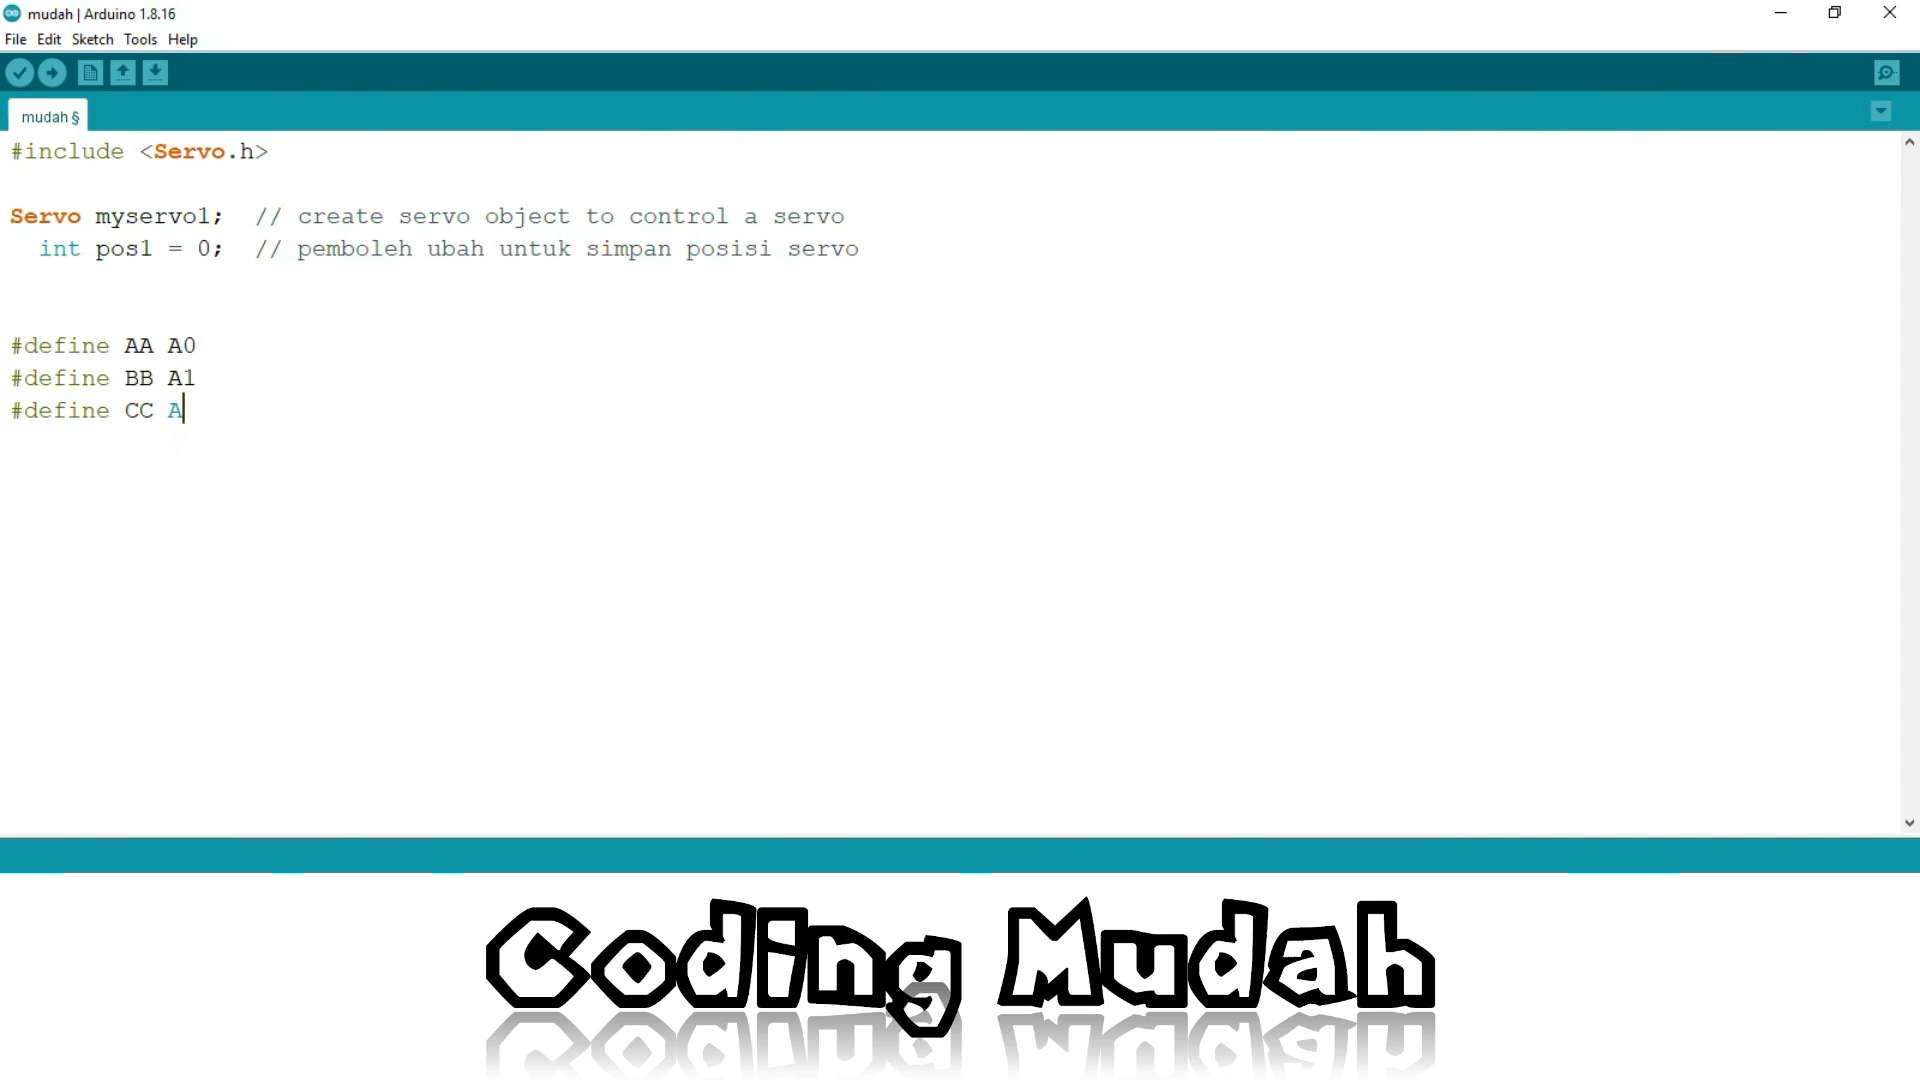 mudah | Arduino 1.8.16
File Edit Sketch Tools Help
mudah §
#include <Servo.h>
Servo myservo1;  // create servo object to control a servo
  int pos1 = 0;  // pemboleh ubah untuk simpan posisi servo
#define AA A0
#define BB A1
#define CC A
Coding Mudah